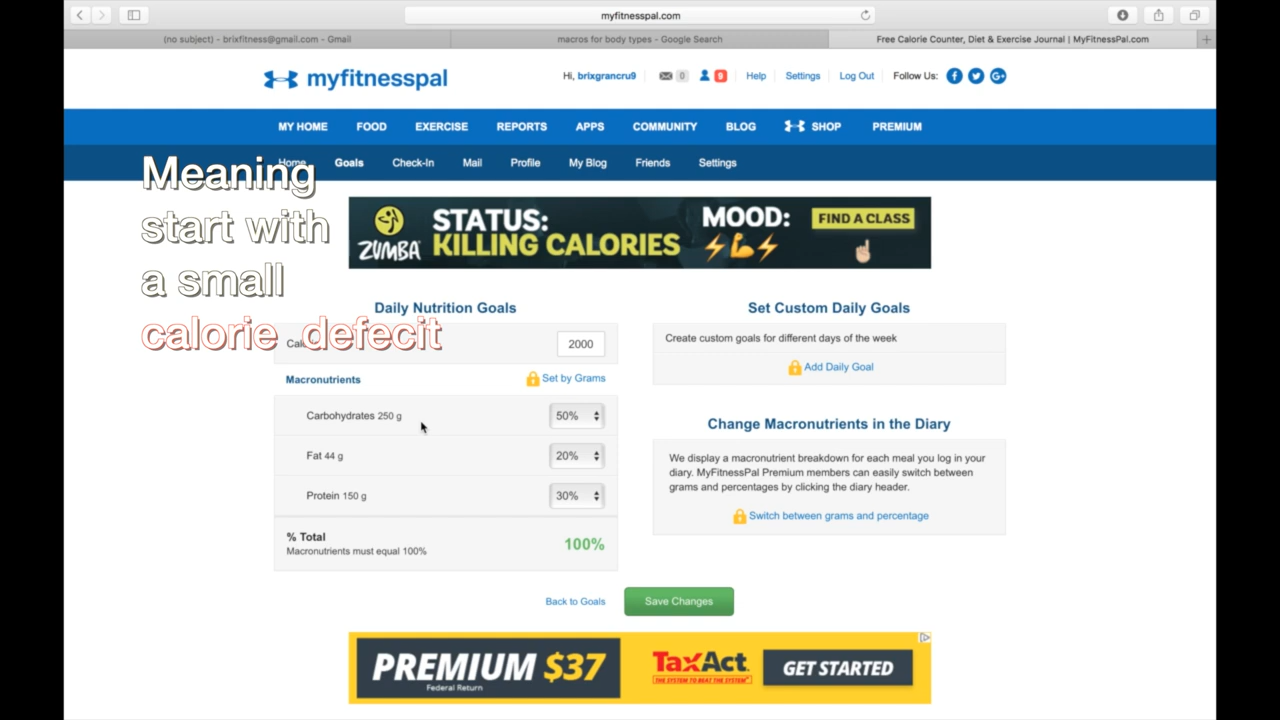 myfitnesspal.com
(no subject) - brixfitness@gmail.com - Gmail
macros for body types - Google Search
Free Calorie Counter, Diet & Exercise Journal | MyFitnessPal.com
myfitnesspal
Hi, brixgrancru9
0
9
Help
Settings
Log Out
Follow Us:
MY HOME
FOOD
EXERCISE
REPORTS
APPS
COMMUNITY
BLOG
SHOP
PREMIUM
Home
Goals
Check-In
Mail
Profile
My Blog
Friends
Settings
Meaning
start with
a small
calorie defecit
ZUMBA
STATUS:
KILLING CALORIES
MOOD:
FIND A CLASS
Daily Nutrition Goals
2000
Macronutrients
Set by Grams
Carbohydrates 250 g
50%
Fat 44 g
20%
Protein 150 g
30%
% Total
Macronutrients must equal 100%
100%
Set Custom Daily Goals
Create custom goals for different days of the week
Add Daily Goal
Change Macronutrients in the Diary
We display a macronutrient breakdown for each meal you log in your
diary. MyFitnessPal Premium members can easily switch between
grams and percentages by clicking the diary header.
Switch between grams and percentage
Back to Goals
Save Changes
PREMIUM $37
Federal Return
TaxAct.
THE SYSTEM TO BEAT THE "SYSTEM"
GET STARTED